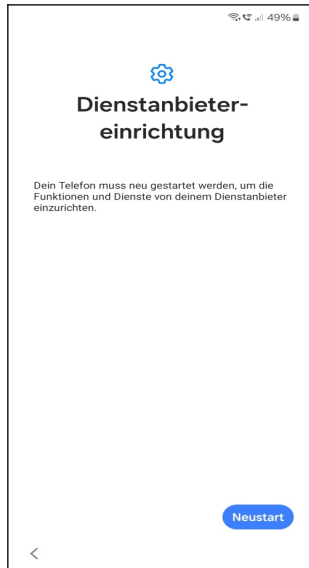 49%
Dienstanbieter-
einrichtung
Dein Telefon muss neu gestartet werden, um die
Funktionen und Dienste von deinem Dienstanbieter
einzurichten.
Neustart